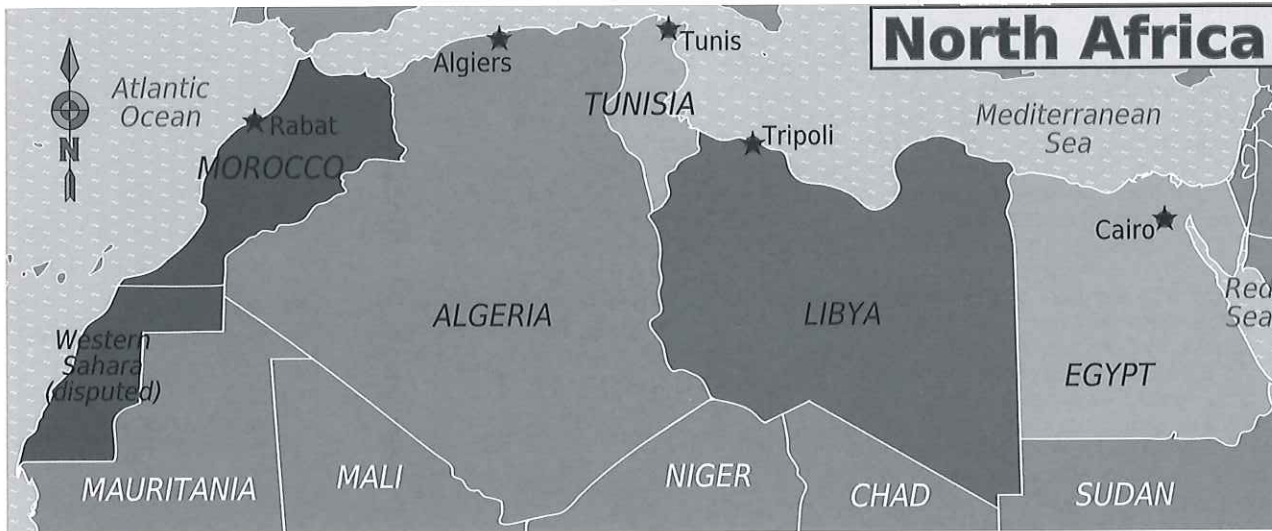 North Africa
Atlantic
Ocean
N
Algiers
Tunis
TUNISIA
Rabat
MOROCCO
Tripoli
Mediterranean
Sea
Cairo
Red
Sea
Western
Sahara
(disputed)
ALGERIA
LIBYA
EGYPT
MAURITANIA
MALI
NIGER
CHAD
SUDAN